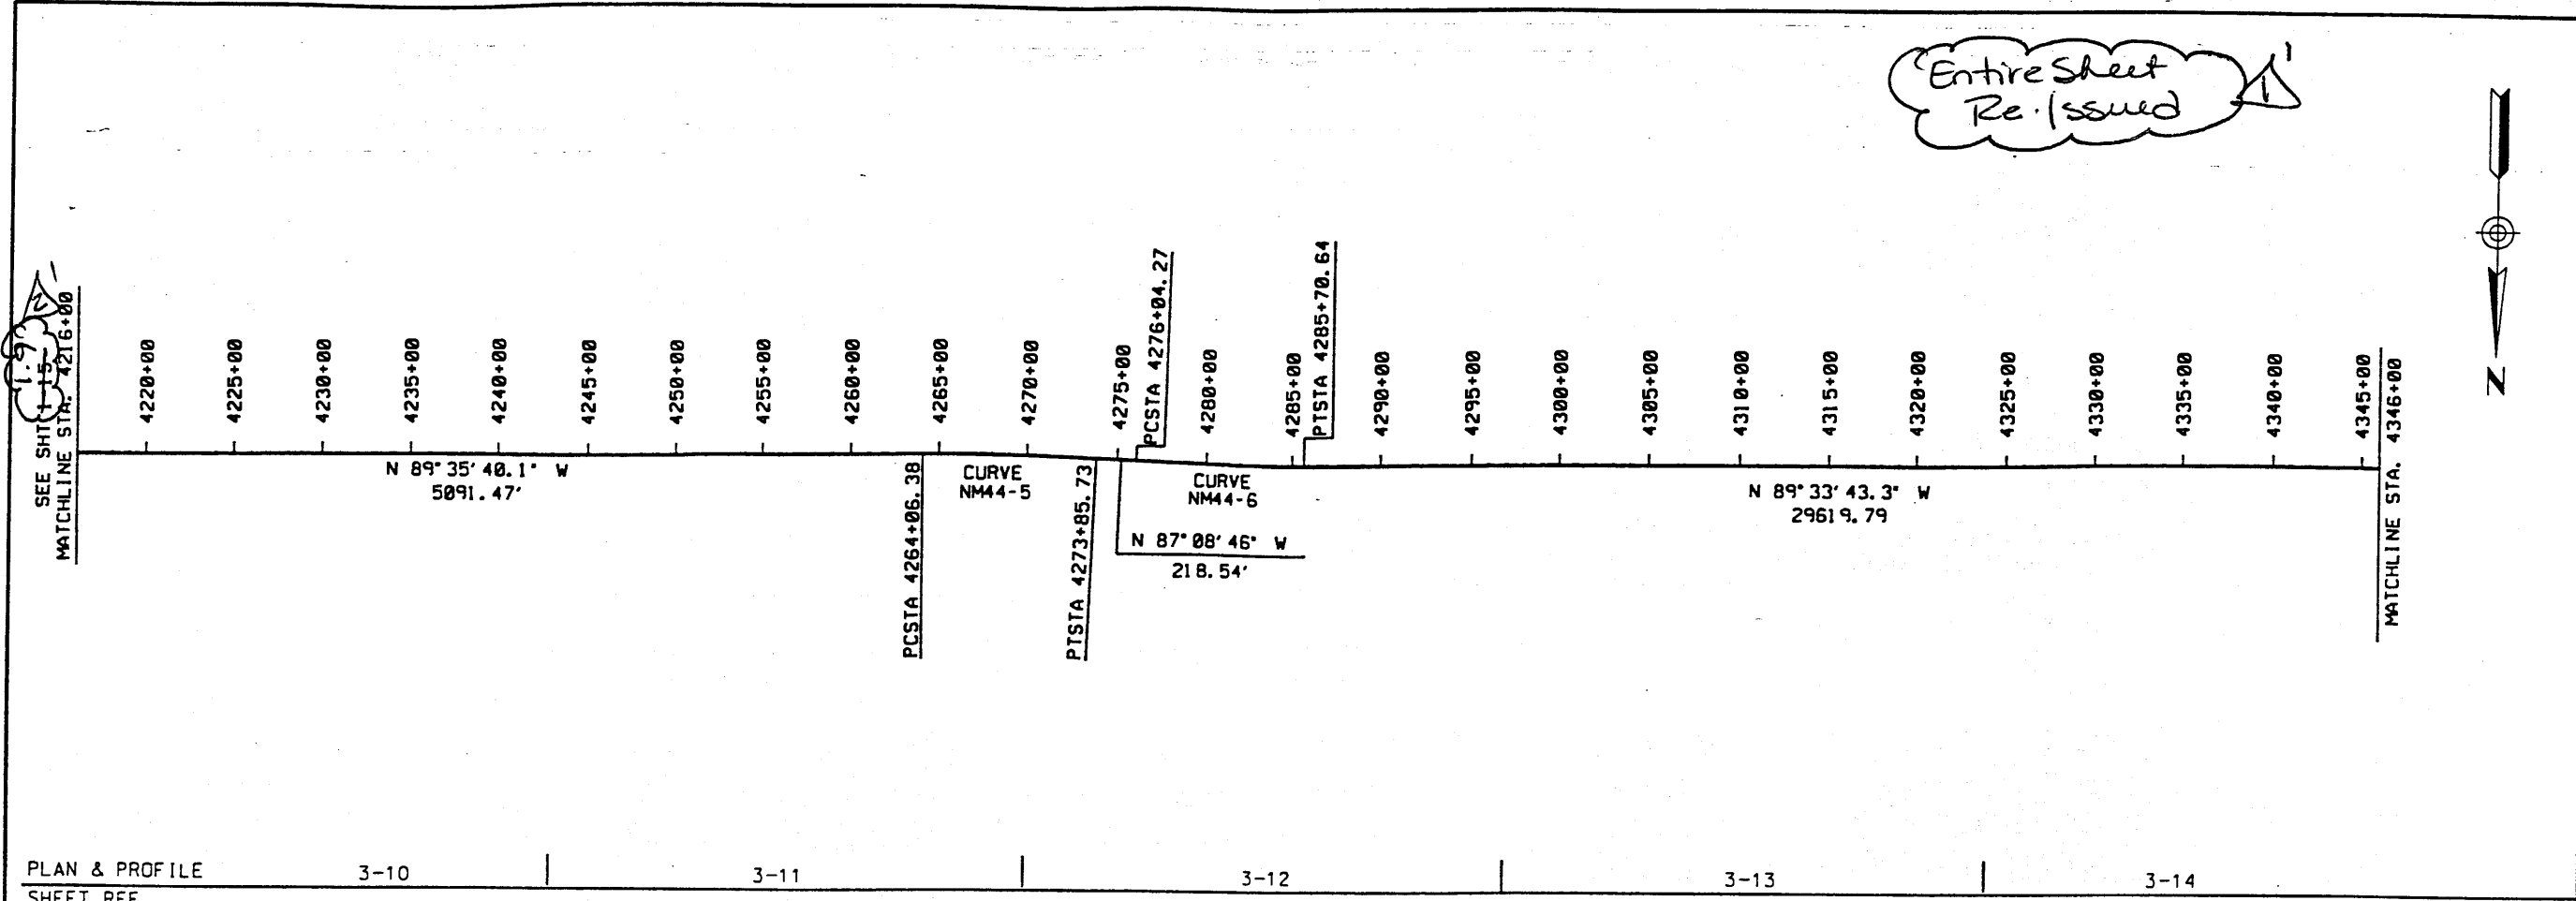 Entire Sheet
Re-Issued
1
1
2
1-9
SEE SHT 1-15
MATCHLINE STA. 4216+00
4220+00
4225+00
4230+00
4235+00
4240+00
4245+00
4250+00
4255+00
4260+00
4265+00
4270+00
4275+00
PCSTA 4276+04.27
4280+00
4285+00
PTSTA 4285+70.64
4290+00
4295+00
4300+00
4305+00
4310+00
4315+00
4320+00
4325+00
4330+00
4335+00
4340+00
4345+00
MATCHLINE STA. 4346+00
N
N 89° 35' 40.1" W
5091.47'
PCSTA 4264+06.38
CURVE
NM44-5
PTSTA 4273+85.73
CURVE
NM44-6
N 87° 08' 46" W
218.54'
N 89° 33' 43.3" W
29619.79
PLAN & PROFILE
3-10
3-11
3-12
3-13
3-14
SHEET REF